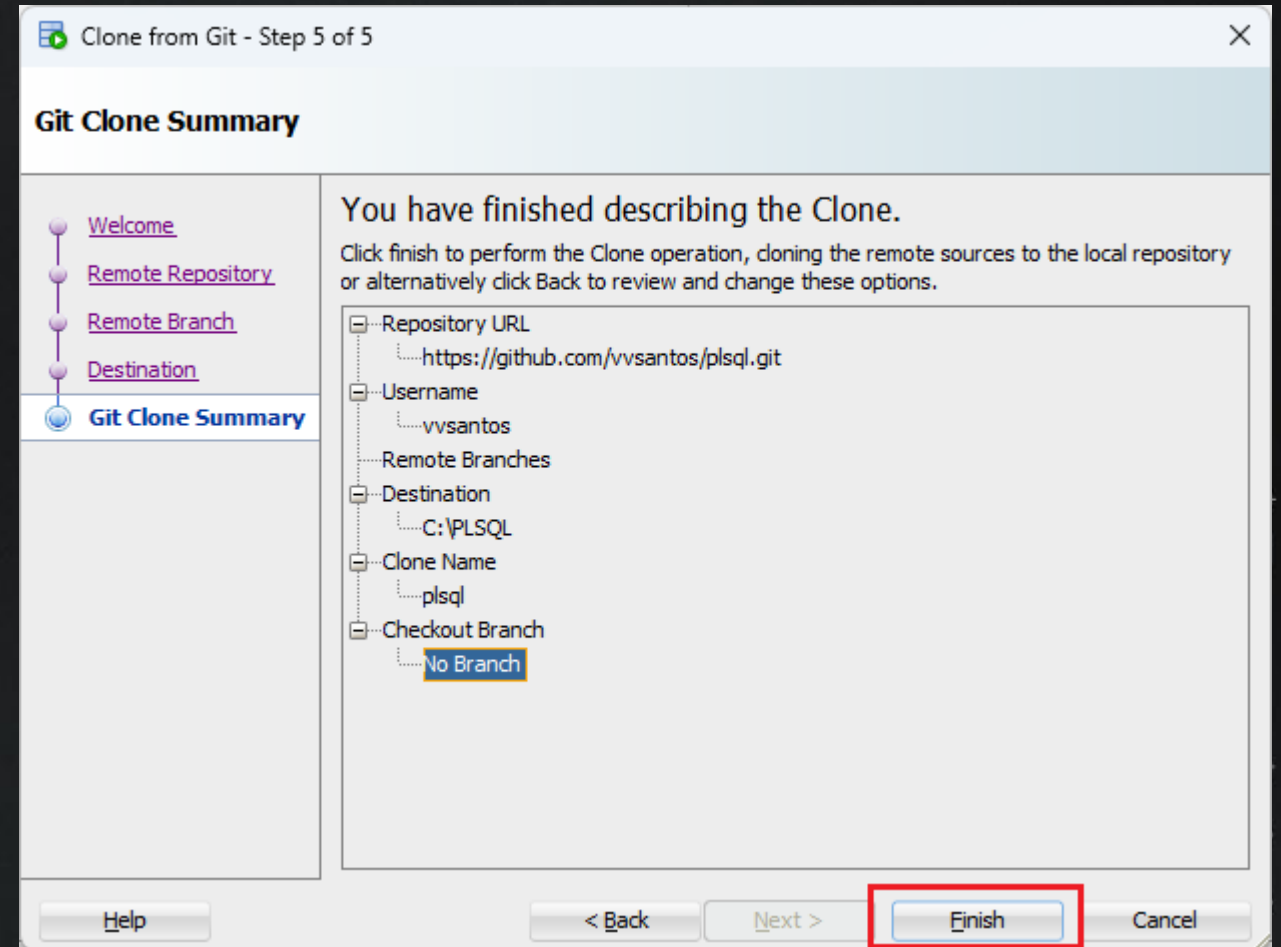 Clone from Git - Step 5 of 5
Git Clone Summary
Welcome
Remote Repository
Remote Branch
Destination
Git Clone Summary
You have finished describing the Clone.
Click finish to perform the Clone operation, cloning the remote sources to the local repository
or alternatively click Back to review and change these options.
Repository URL
https://github.com/vvsantos/plsql.git
Username
vvsantos
Remote Branches
Destination
C:\PLSQL
Clone Name
plsql
Checkout Branch
No Branch
Help
< Back
Next >
Finish
Cancel